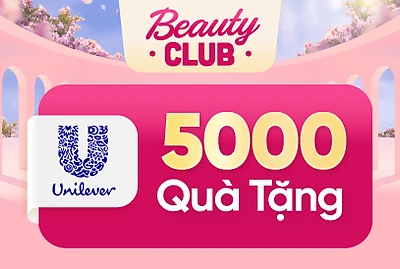 Beauty
• CLUB •
Unilever
5000
Quà Tặng